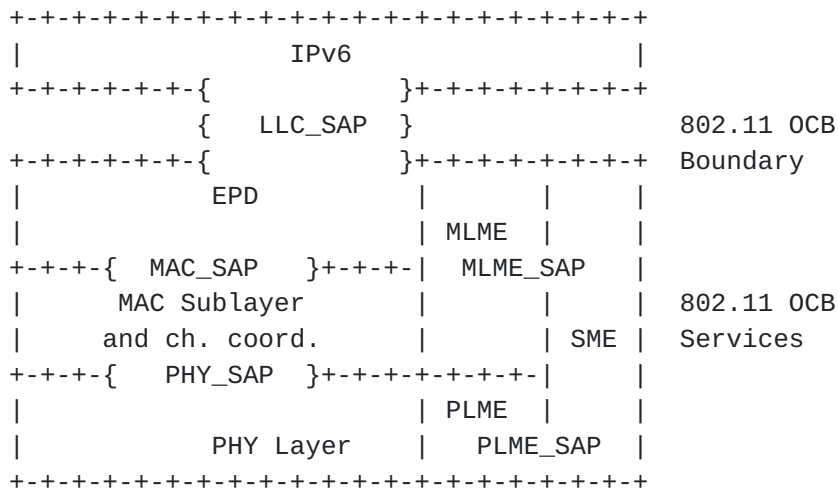 +-+-+-+-+-+-+-+-+-+-+-+-+-+-+-+-+-+-+-+-+
|                 IPv6                  |
+-+-+-+-+-+-{            }+-+-+-+-+-+-+-+
            {   LLC_SAP  }                 802.11 OCB
+-+-+-+-+-+-{            }+-+-+-+-+-+-+-+  Boundary
|            EPD          |       |     |
|                         | MLME  |     |
+-+-+-{  MAC_SAP   }+-+-+-|  MLME_SAP   |
|      MAC Sublayer       |       |     |  802.11 OCB
|     and ch. coord.      |       | SME |  Services
+-+-+-{   PHY_SAP  }+-+-+-+-+-+-+-|     |
|                         | PLME  |     |
|            PHY Layer    |   PLME_SAP  |
+-+-+-+-+-+-+-+-+-+-+-+-+-+-+-+-+-+-+-+-+